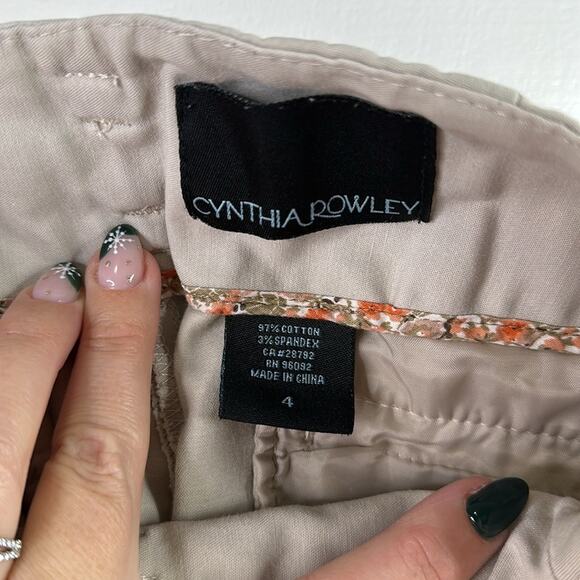 CYNTHIA ROWLEY
97% COTTON
3% SPANDEX
CA#28792
RN 96092
MADE IN CHINA
4